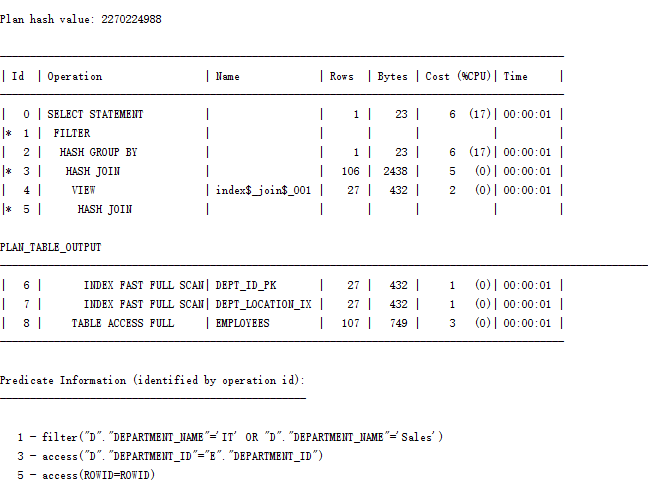 Plan hash value: 2270224988
| Id | Operation | Name | Rows | Bytes | Cost (%CPU)| Time |
| 0 | SELECT STATEMENT | | 1 | 23 | 6 (17)| 00:00:01 |
|* 1 | FILTER | | | | | |
| 2 | HASH GROUP BY | | 1 | 23 | 6 (17)| 00:00:01 |
|* 3 | HASH JOIN | | 106 | 2438 | 5 (0)| 00:00:01 |
| 4 | VIEW | index$_join$_001 | 27 | 432 | 2 (0)| 00:00:01 |
|* 5 | HASH JOIN | | | | | |
PLAN_TABLE_OUTPUT
| 6 | INDEX FAST FULL SCAN| DEPT_ID_PK | 27 | 432 | 1 (0)| 00:00:01 |
| 7 | INDEX FAST FULL SCAN| DEPT_LOCATION_IX | 27 | 432 | 1 (0)| 00:00:01 |
| 8 | TABLE ACCESS FULL | EMPLOYEES | 107 | 749 | 3 (0)| 00:00:01 |
Predicate Information (identified by operation id):
1 - filter("D"."DEPARTMENT_NAME"='IT' OR "D"."DEPARTMENT_NAME"='Sales')
3 - access("D"."DEPARTMENT_ID"="E"."DEPARTMENT_ID")
5 - access(ROWID=ROWID)